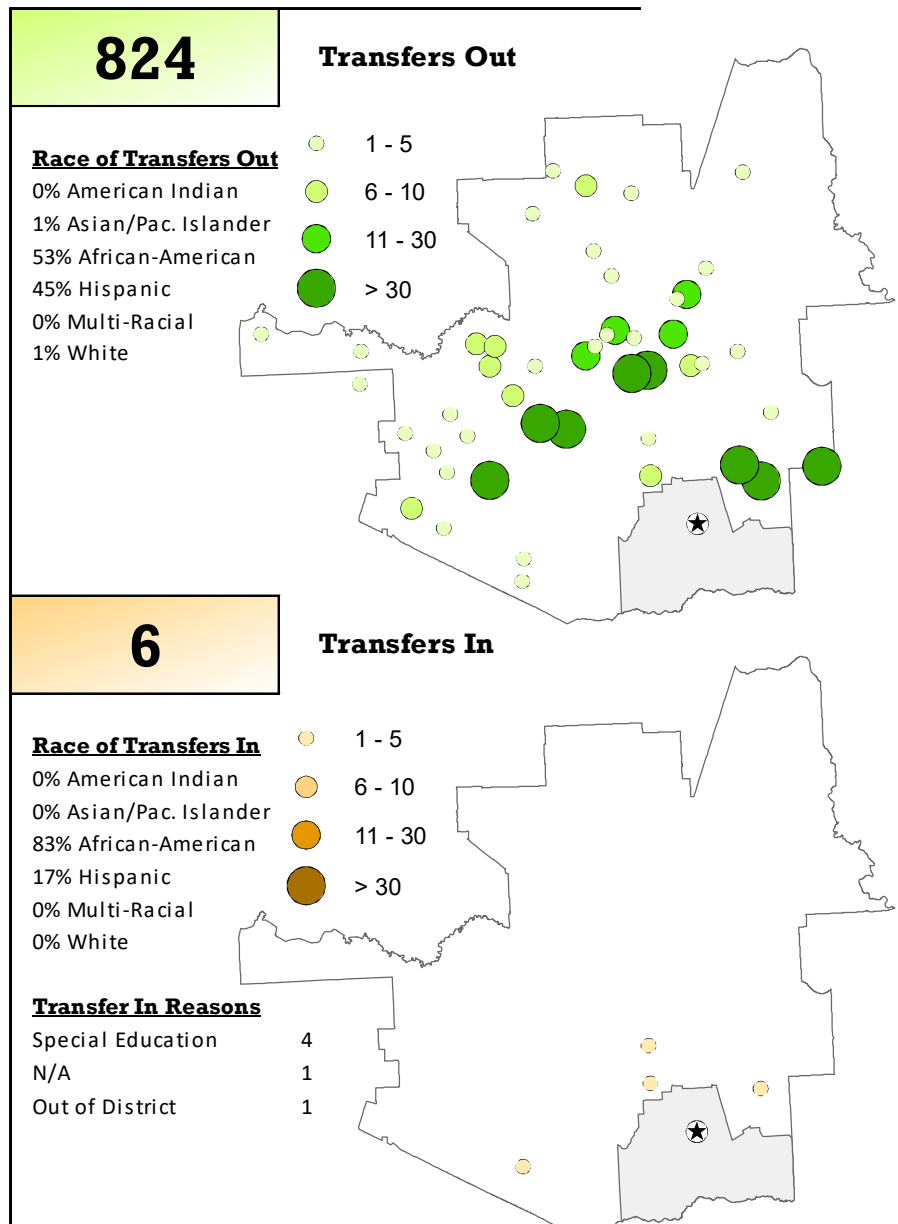 824
Transfers Out
Race of Transfers Out
0% American Indian
1% Asian/Pac. Islander
53% African-American
45% Hispanic
0% Multi-Racial
1% White
1 - 5
6 - 10
11 - 30
> 30
6
Transfers In
Race of Transfers In
0% American Indian
0% Asian/Pac. Islander
83% African-American
17% Hispanic
0% Multi-Racial
0% White
1 - 5
6 - 10
11 - 30
> 30
Transfer In Reasons
Special Education 4
N/A 1
Out of District 1